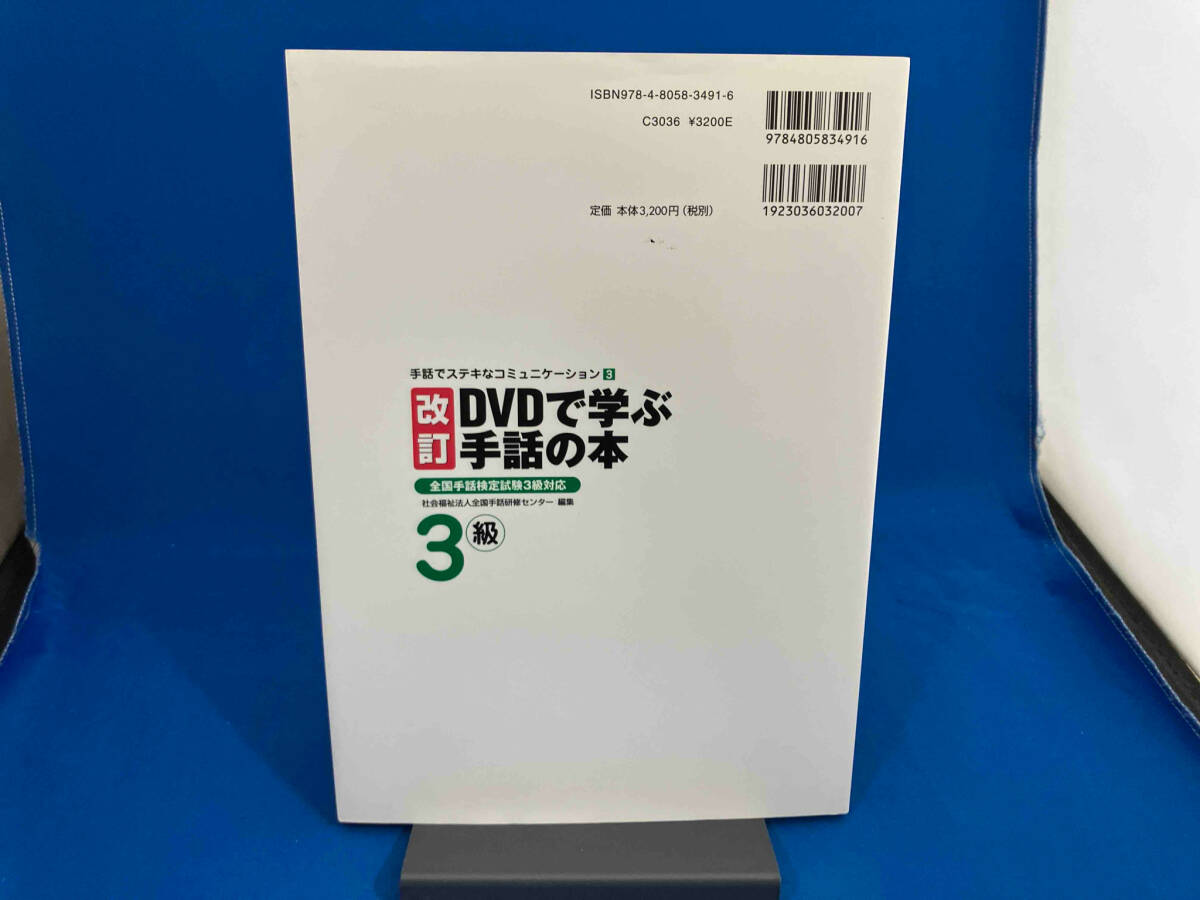 ISBN978-4-8058-3491-6
C3036 ¥3200E
9784805834916
定価 本体3,200円(税別)
1923036032007
手話でステキなコミュニケーション3
改訂 DVDで学ぶ
手話の本
全国手話検定試験3級対応
社会福祉法人全国手話研修センター 編集
3級